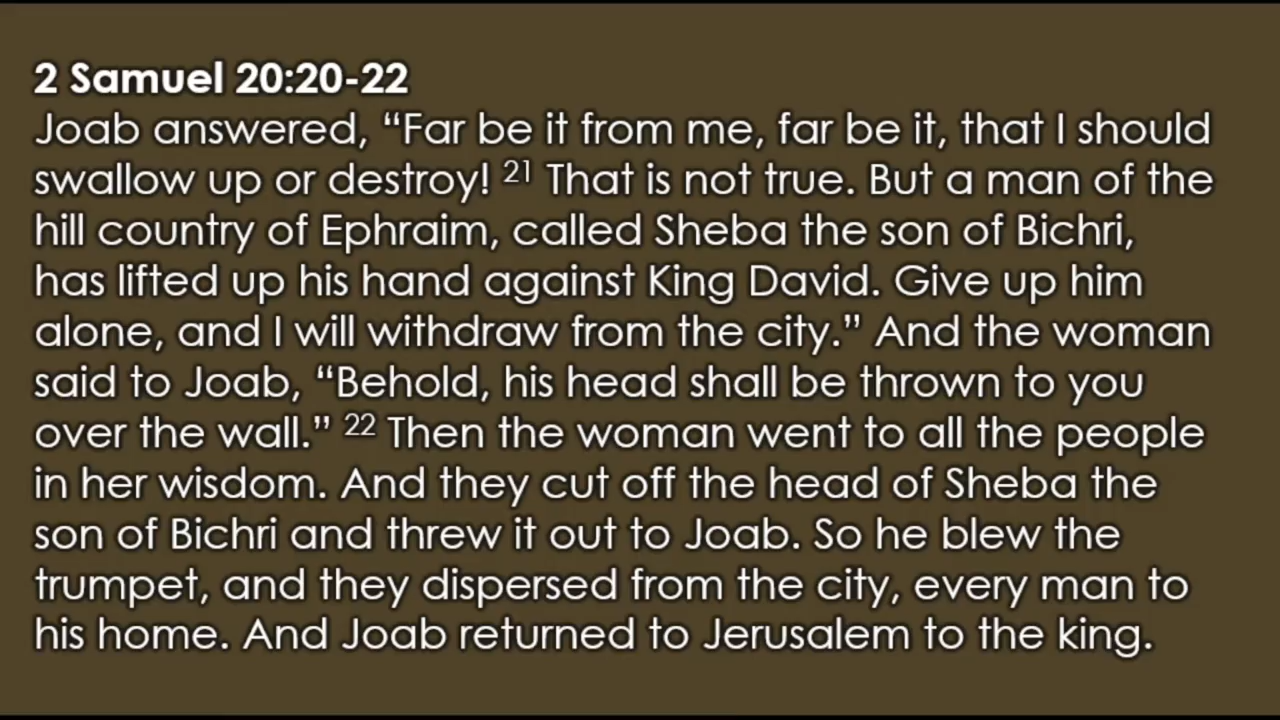 2 Samuel 20:20-22
Joab answered, “Far be it from me, far be it, that I should
swallow up or destroy! 21 That is not true. But a man of the
hill country of Ephraim, called Sheba the son of Bichri,
has lifted up his hand against King David. Give up him
alone, and I will withdraw from the city.” And the woman
said to Joab, “Behold, his head shall be thrown to you
over the wall.” 22 Then the woman went to all the people
in her wisdom. And they cut off the head of Sheba the
son of Bichri and threw it out to Joab. So he blew the
trumpet, and they dispersed from the city, every man to
his home. And Joab returned to Jerusalem to the king.